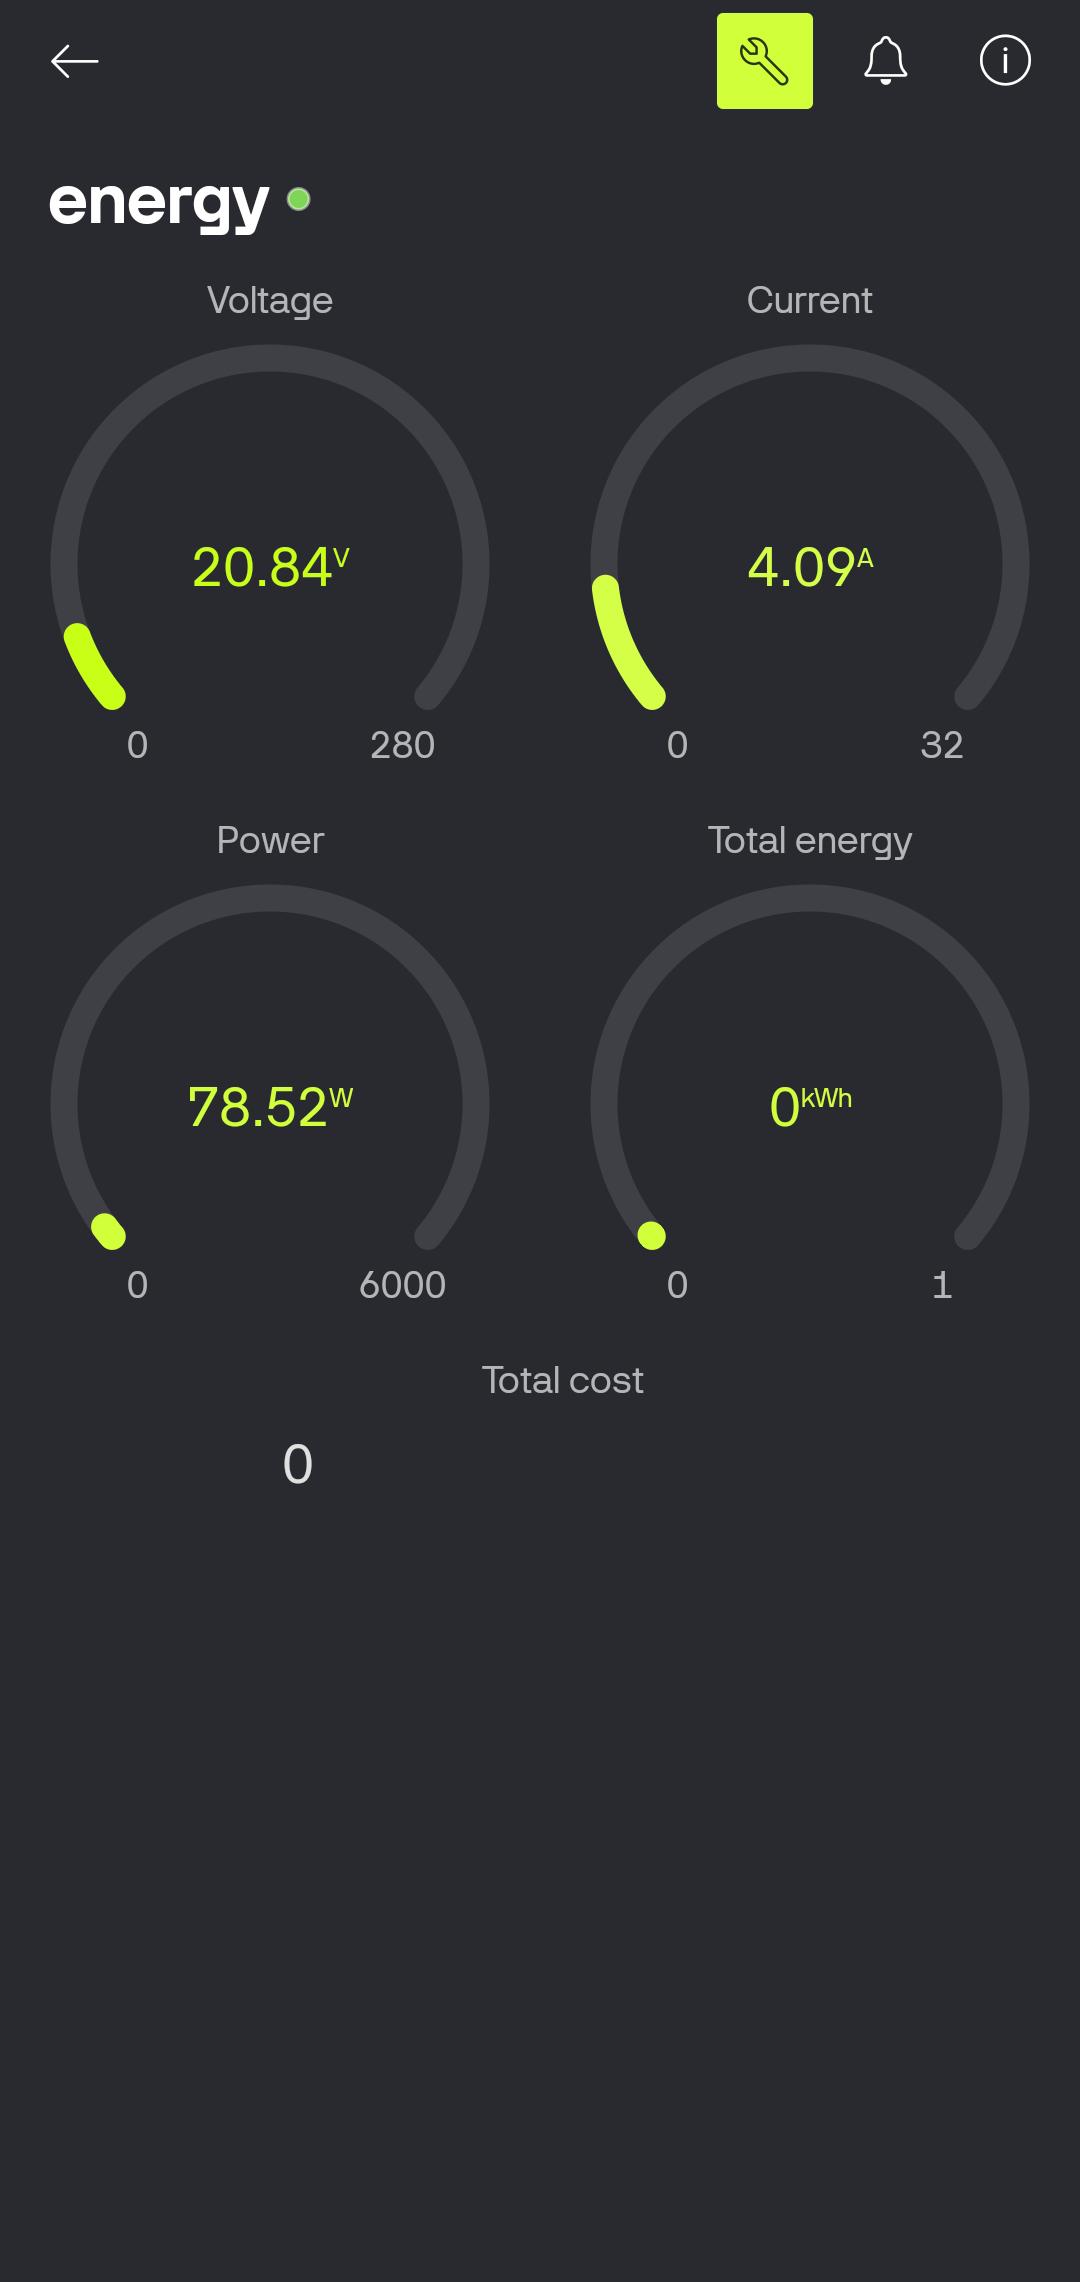 energy
Voltage
Current
20.84V
4.09A
0 280
0 32
Power
Total energy
78.52W
0kWh
0 6000
0 1
Total cost
0